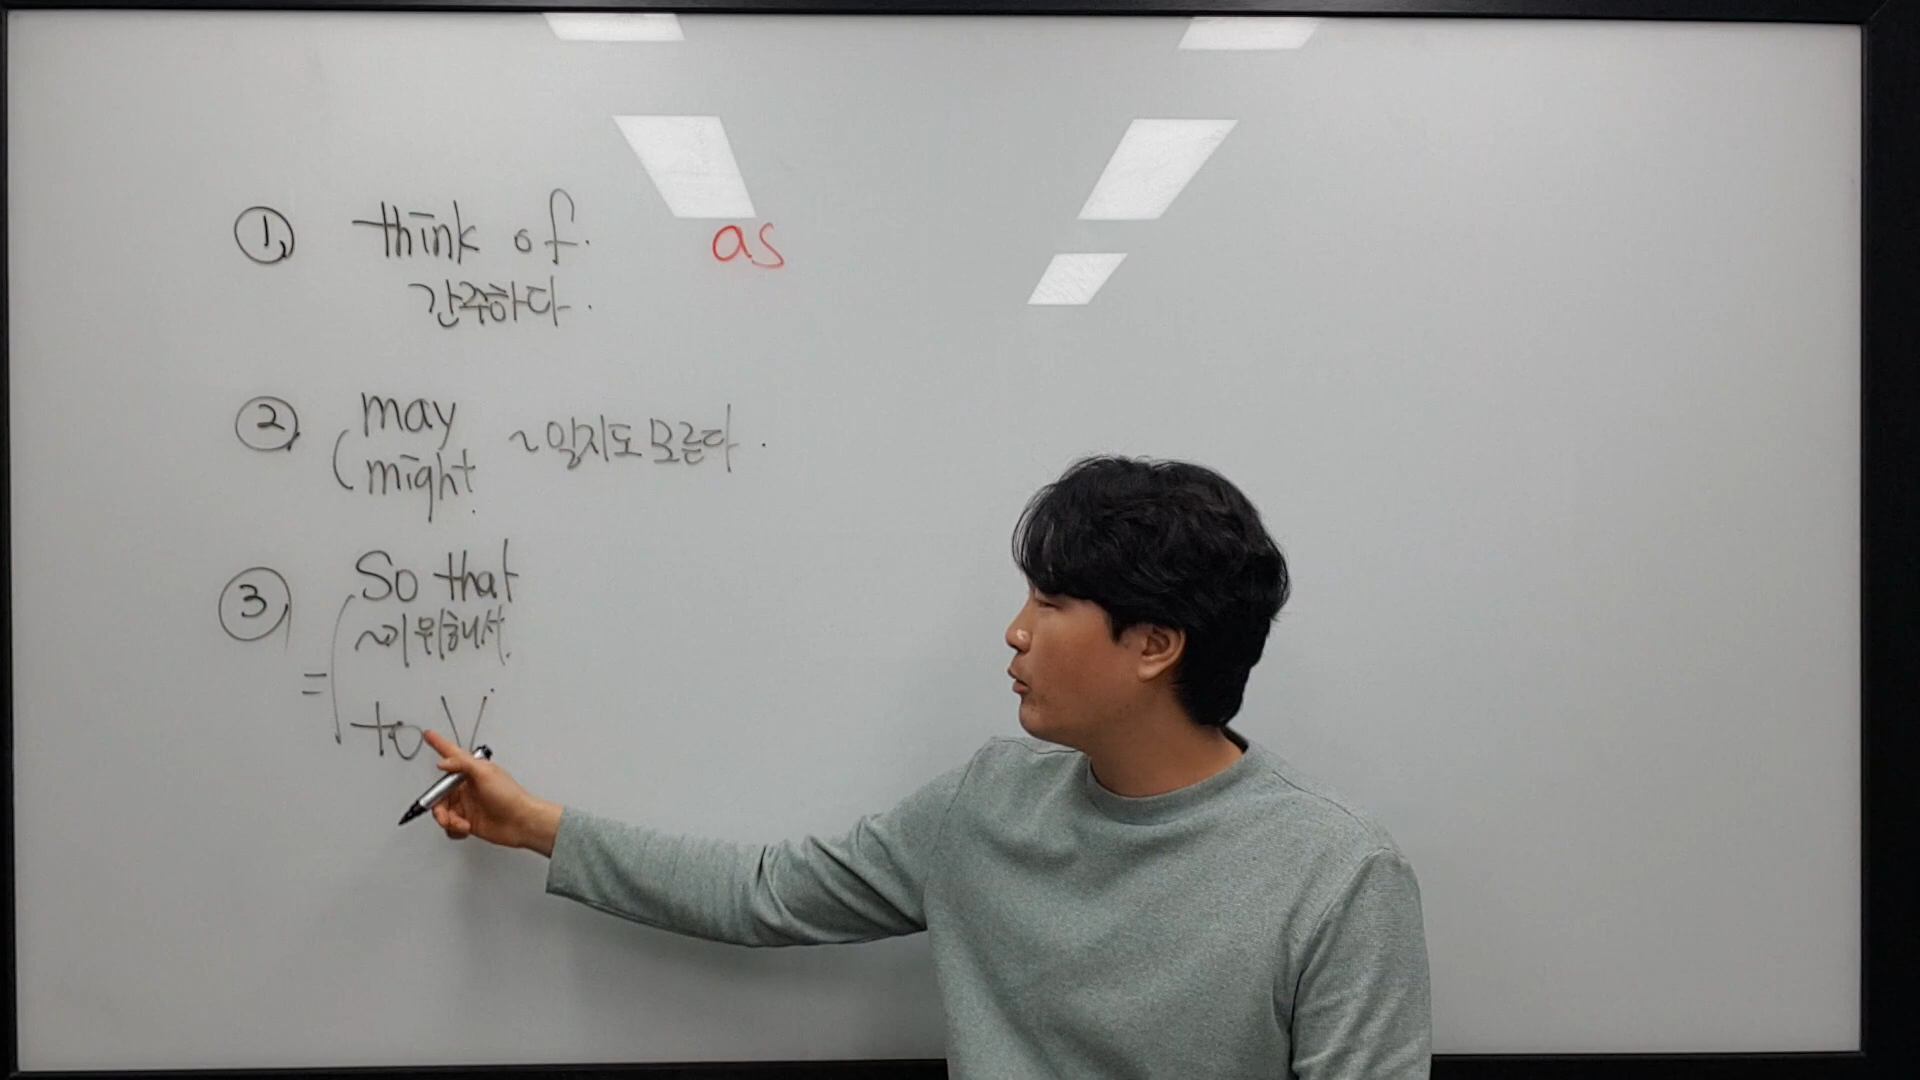 ① think of. as
간주하다.
② may
might. ~일지도 모른다.
③ So that
~기 위해서.
= to V.